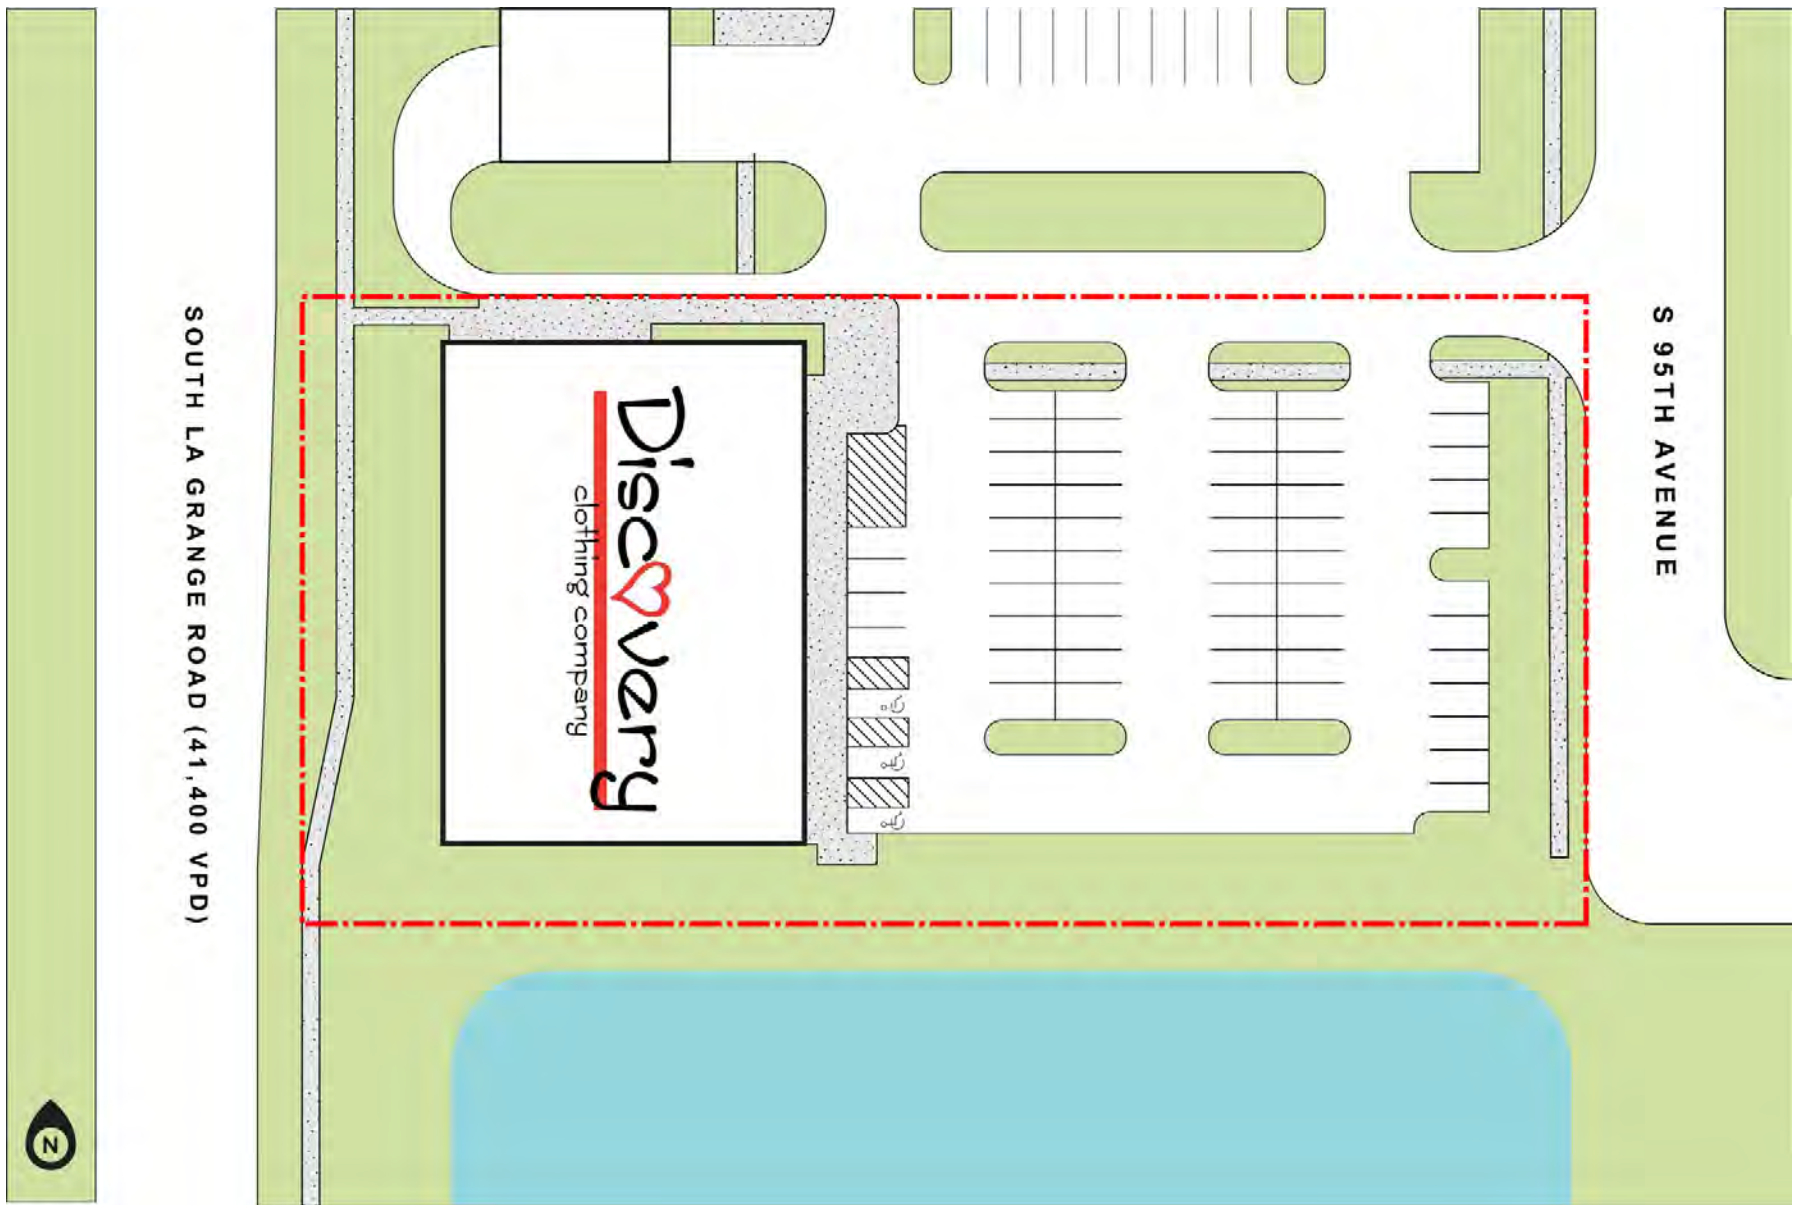 SOUTH LA GRANGE ROAD (41,400 VPD)
Discovery
clothing company
S 95TH AVENUE
N